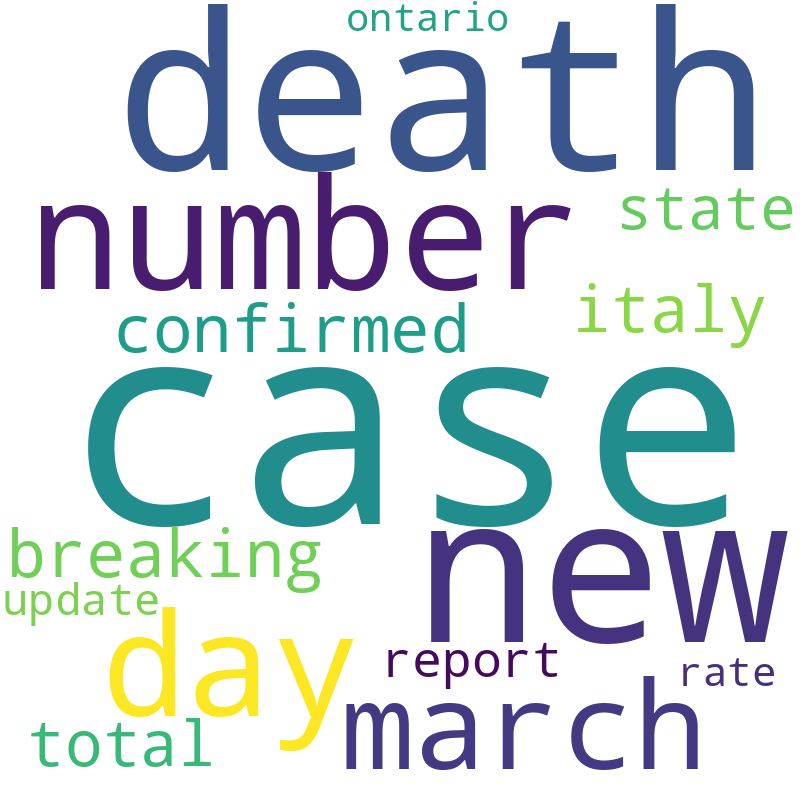 ontario
death
number
state
italy
confirmed
case
breaking
new
update
day
report
rate
march
total